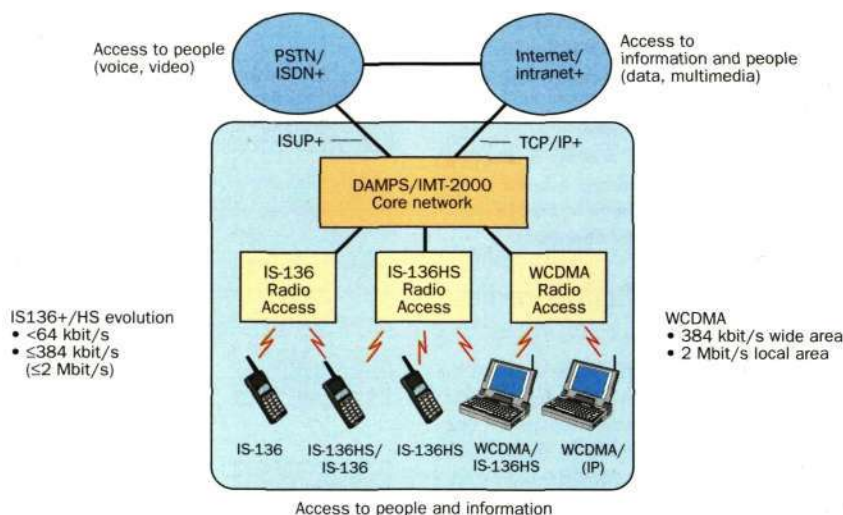 Access to people
(voice, video)
PSTN/
ISDN+
Internet/
intranet+
Access to
information and people
(data, multimedia)
ISUP+
TCP/IP+
DAMPS/IMT-2000
Core network
IS-136
Radio
Access
IS-136HS
Radio
Access
WCDMA
Radio
Access
IS136+/HS evolution
• <64 kbit/s
• ≤384 kbit/s
(≤2 Mbit/s)
WCDMA
• 384 kbit/s wide area
• 2 Mbit/s local area
IS-136
IS-136HS/
IS-136
IS-136HS
WCDMA/
IS-136HS
WCDMA/
(IP)
Access to people and information